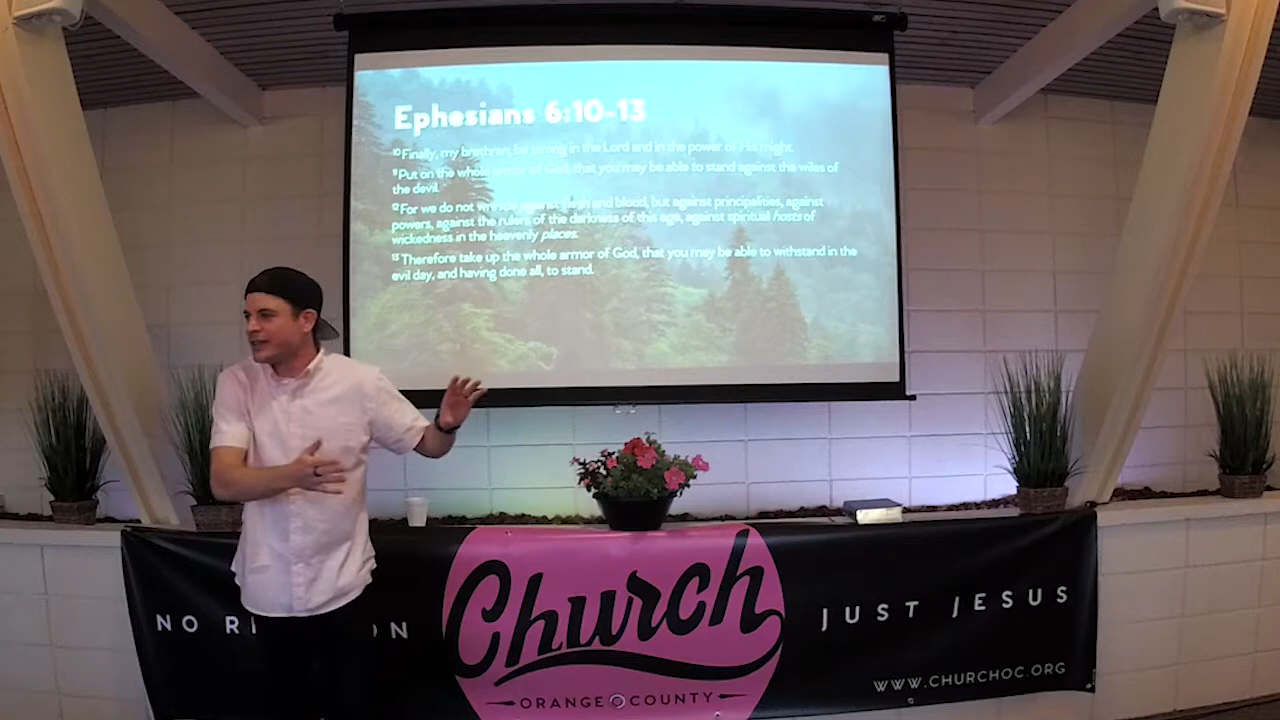 Ephesians 6:10-13
10 Finally, my brethren, be strong in the Lord and in the power of His might.
11 Put on the whole armor of God, that you may be able to stand against the wiles of
the devil.
12 For we do not wrestle against flesh and blood, but against principalities, against
powers, against the rulers of the darkness of this age, against spiritual hosts of
wickedness in the heavenly places.
13 Therefore take up the whole armor of God, that you may be able to withstand in the
evil day, and having done all, to stand.
NO R ON
Church
JUST JESUS
ORANGE COUNTY
WWW.CHURCHOC.ORG